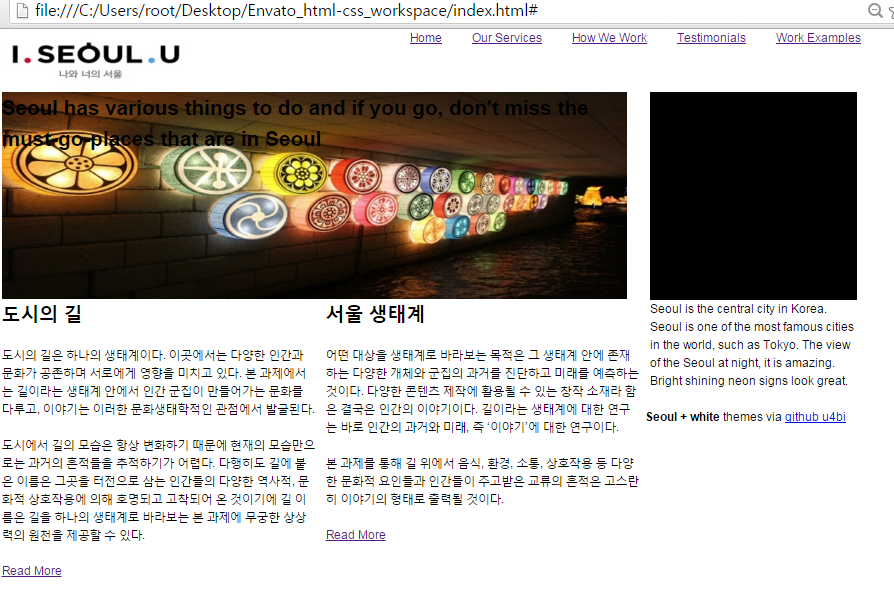 file:///C:/Users/root/Desktop/Envato_html-css_workspace/index.html#
I.SEOUL.U
나와 너의 서울
Home Our Services How We Work Testimonials Work Examples
Seoul has various things to do and if you go, don't miss the
must-go places that are in Seoul
도시의 길
도시의 길은 하나의 생태계이다. 이곳에서는 다양한 인간과
문화가 공존하며 서로에게 영향을 미치고 있다. 본 과제에서
는 길이라는 생태계 안에서 인간 군집이 만들어가는 문화를
다루고, 이야기는 이러한 문화생태학적인 관점에서 발굴된다.
도시에서 길의 모습은 항상 변화하기 때문에 현재의 모습만으
로는 과거의 흔적들을 추적하기가 어렵다. 다행히도 길에 붙
은 이름은 그곳을 터전으로 삼는 인간들의 다양한 역사적, 문
화적 상호작용에 의해 호명되고 고착되어 온 것이기에 길 이
름은 길을 하나의 생태계로 바라보는 본 과제에 무궁한 상상
력의 원천을 제공할 수 있다.
Read More
서울 생태계
어떤 대상을 생태계로 바라보는 목적은 그 생태계 안에 존재
하는 다양한 개체와 군집의 과거를 진단하고 미래를 예측하는
것이다. 다양한 콘텐츠 제작에 활용될 수 있는 창작 소재라 함
은 결국은 인간의 이야기이다. 길이라는 생태계에 대한 연구
는 바로 인간의 과거와 미래, 즉 ‘이야기’에 대한 연구이다.
본 과제를 통해 길 위에서 음식, 환경, 소통, 상호작용 등 다양
한 문화적 요인들과 인간들이 주고받은 교류의 흔적은 고스란
히 이야기의 형태로 출력될 것이다.
Read More
Seoul is the central city in Korea.
Seoul is one of the most famous cities
in the world, such as Tokyo. The view
of the Seoul at night, it is amazing.
Bright shining neon signs look great.
Seoul + white themes via github u4bi